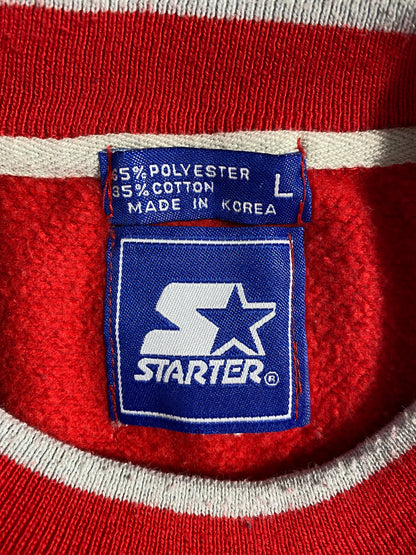 65% POLYESTER
35% COTTON
MADE IN KOREA
L
STARTER®